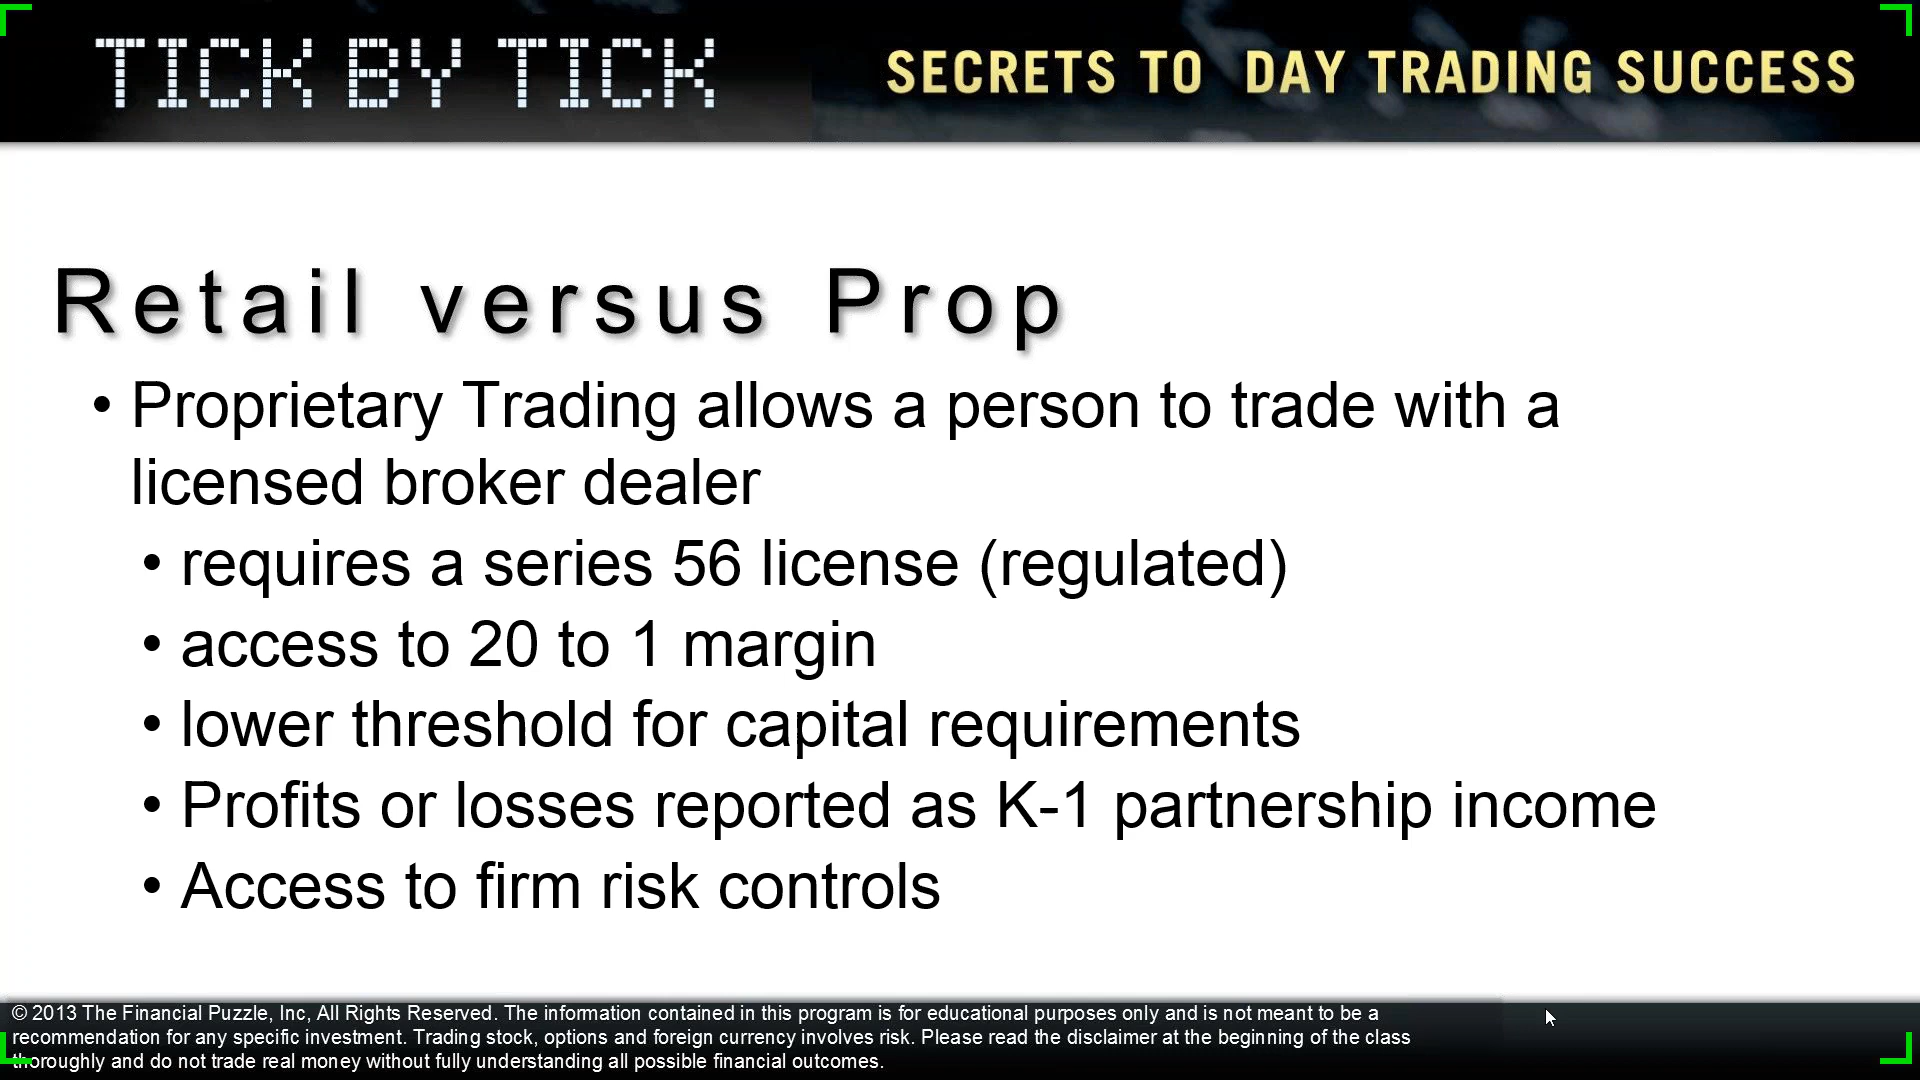 TICK BY TICK
SECRETS TO DAY TRADING SUCCESS
Retail versus Prop
• Proprietary Trading allows a person to trade with a
licensed broker dealer
• requires a series 56 license (regulated)
• access to 20 to 1 margin
• lower threshold for capital requirements
• Profits or losses reported as K-1 partnership income
• Access to firm risk controls
© 2013 The Financial Puzzle, Inc, All Rights Reserved. The information contained in this program is for educational purposes only and is not meant to be a
recommendation for any specific investment. Trading stock, options and foreign currency involves risk. Please read the disclaimer at the beginning of the class
thoroughly and do not trade real money without fully understanding all possible financial outcomes.